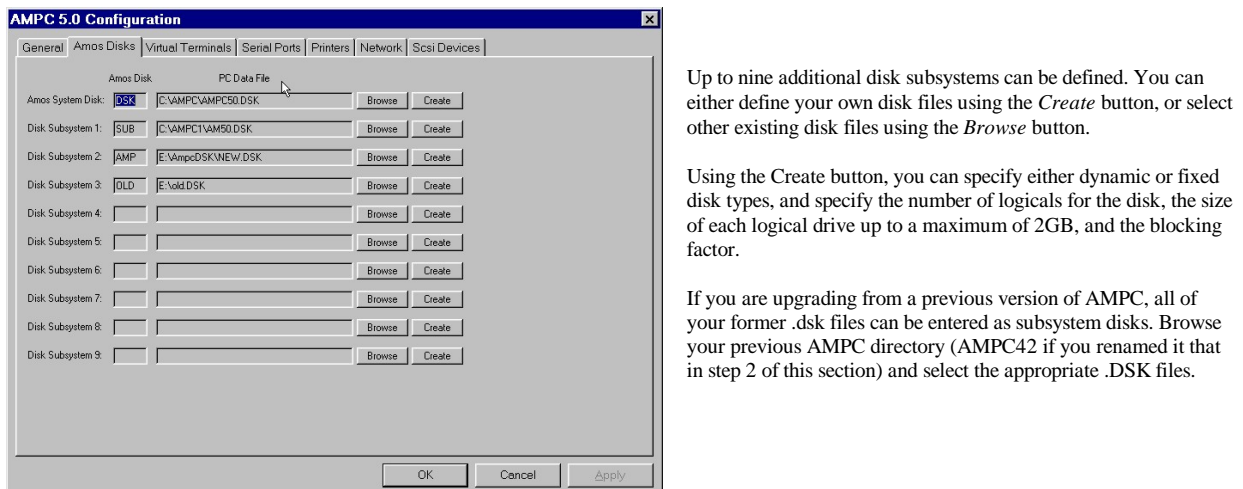 AMPC 5.0 Configuration
General Amos Disks Virtual Terminals Serial Ports Printers Network Scsi Devices
Amos Disk PC Data File
Amos System Disk: DSK C:\AMPC\AMPC50.DSK Browse Create
Disk Subsystem 1: SUB C:\AMPC1\AM50.DSK Browse Create
Disk Subsystem 2: AMP E:\AmpcDSK\NEW.DSK Browse Create
Disk Subsystem 3: OLD E:\old.DSK Browse Create
Disk Subsystem 4: Browse Create
Disk Subsystem 5: Browse Create
Disk Subsystem 6: Browse Create
Disk Subsystem 7: Browse Create
Disk Subsystem 8: Browse Create
Disk Subsystem 9: Browse Create
OK Cancel Apply
Up to nine additional disk subsystems can be defined. You can
either define your own disk files using the Create button, or select
other existing disk files using the Browse button.
Using the Create button, you can specify either dynamic or fixed
disk types, and specify the number of logicals for the disk, the size
of each logical drive up to a maximum of 2GB, and the blocking
factor.
If you are upgrading from a previous version of AMPC, all of
your former .dsk files can be entered as subsystem disks. Browse
your previous AMPC directory (AMPC42 if you renamed it that
in step 2 of this section) and select the appropriate .DSK files.